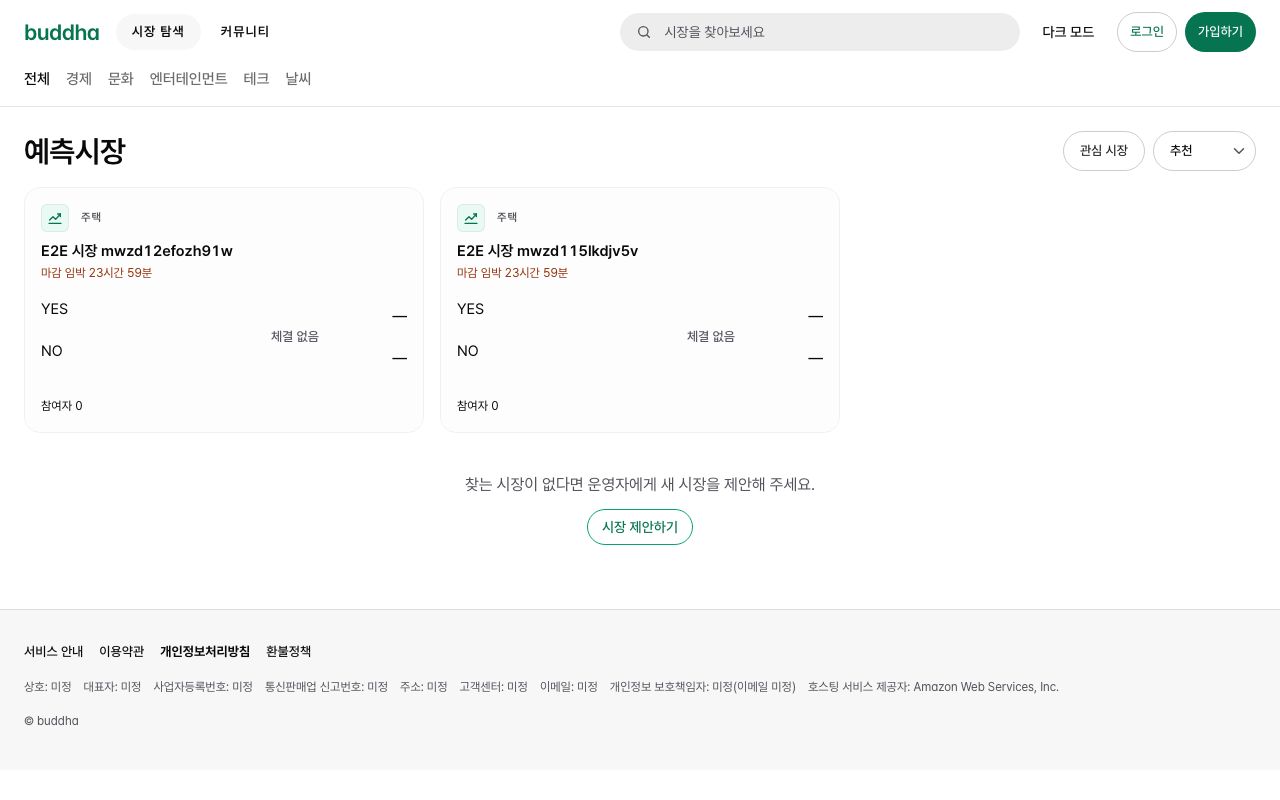 buddha 시장 탐색 커뮤니티 시장을 찾아보세요 다크 모드 로그인 가입하기
전체 경제 문화 엔터테인먼트 테크 날씨
예측시장 관심 시장 추천
주택
E2E 시장 mwzd12efozh91w
마감 임박 23시간 59분
YES —
체결 없음
NO —
참여자 0
주택
E2E 시장 mwzd115lkdjv5v
마감 임박 23시간 59분
YES —
체결 없음
NO —
참여자 0
찾는 시장이 없다면 운영자에게 새 시장을 제안해 주세요.
시장 제안하기
서비스 안내 이용약관 개인정보처리방침 환불정책
상호: 미정 대표자: 미정 사업자등록번호: 미정 통신판매업 신고번호: 미정 주소: 미정 고객센터: 미정 이메일: 미정 개인정보 보호책임자: 미정(이메일 미정) 호스팅 서비스 제공자: Amazon Web Services, Inc.
© buddha